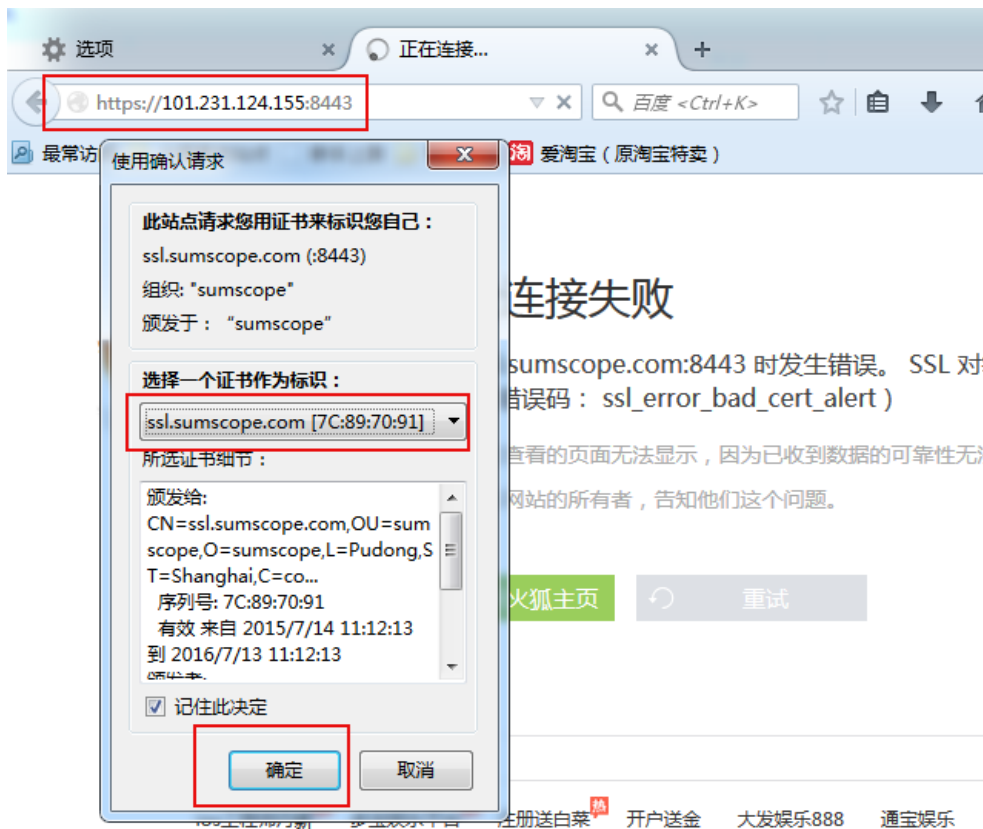 选项
正在连接...
https://101.231.124.155:8443
百度 <Ctrl+K>
最常访
淘 爱淘宝（原淘宝特卖）
使用确认请求
此站点请求您用证书来标识您自己：
ssl.sumscope.com (:8443)
组织: "sumscope"
颁发于： “sumscope”
选择一个证书作为标识：
ssl.sumscope.com [7C:89:70:91]
所选证书细节：
颁发给:
CN=ssl.sumscope.com,OU=sum
scope,O=sumscope,L=Pudong,S
T=Shanghai,C=co...
序列号: 7C:89:70:91
有效 来自 2015/7/14 11:12:13
到 2016/7/13 11:12:13
颁发者:
记住此决定
确定
取消
连接失败
sumscope.com:8443 时发生错误。 SSL 对
错误码： ssl_error_bad_cert_alert )
查看的页面无法显示，因为已收到数据的可靠性无法
网站的所有者，告知他们这个问题。
火狐主页
重试
注册送白菜 热
开户送金
大发娱乐888
通宝娱乐